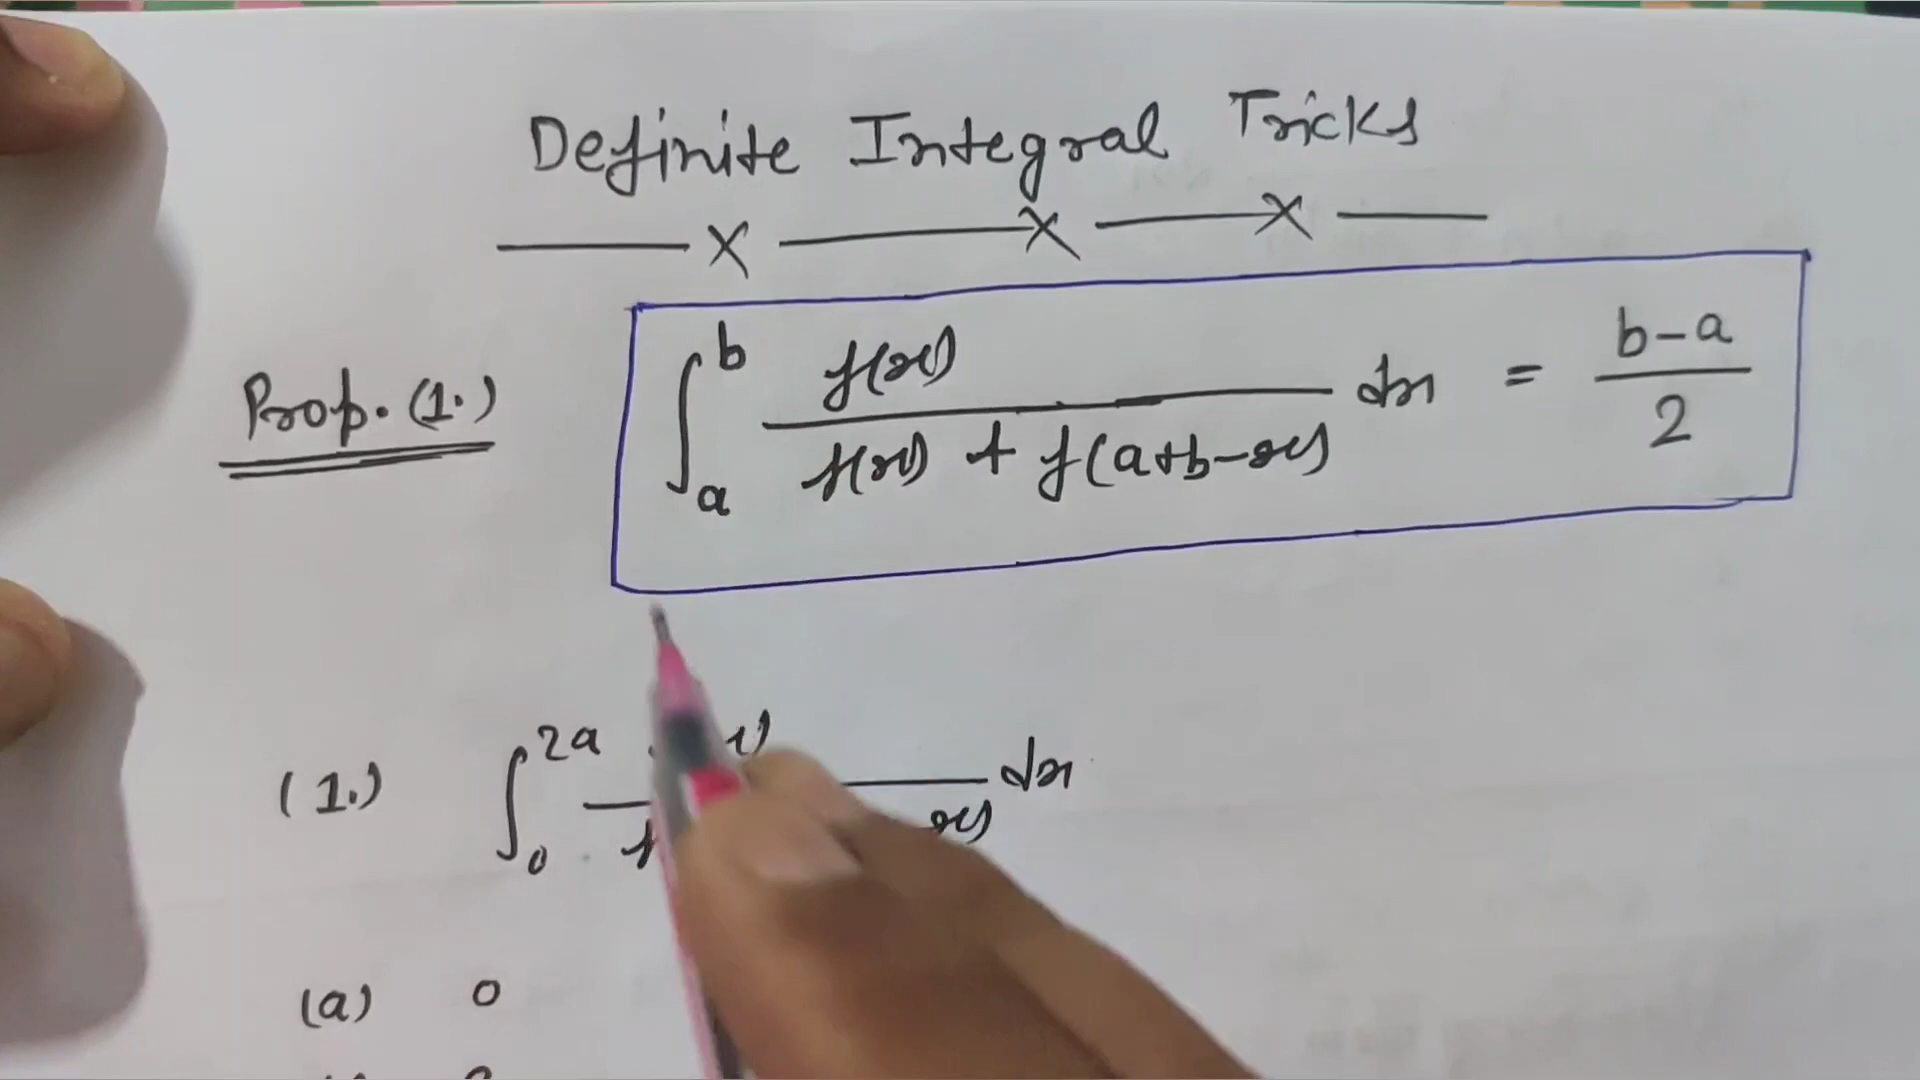 Definite Integral Tricks
—— X —— X —— X ——
Prop. (1.) ∫_a^b f(x) / (f(x) + f(a+b-x)) dx = (b-a)/2
(1.) ∫_0^{2a} dx
(a) 0